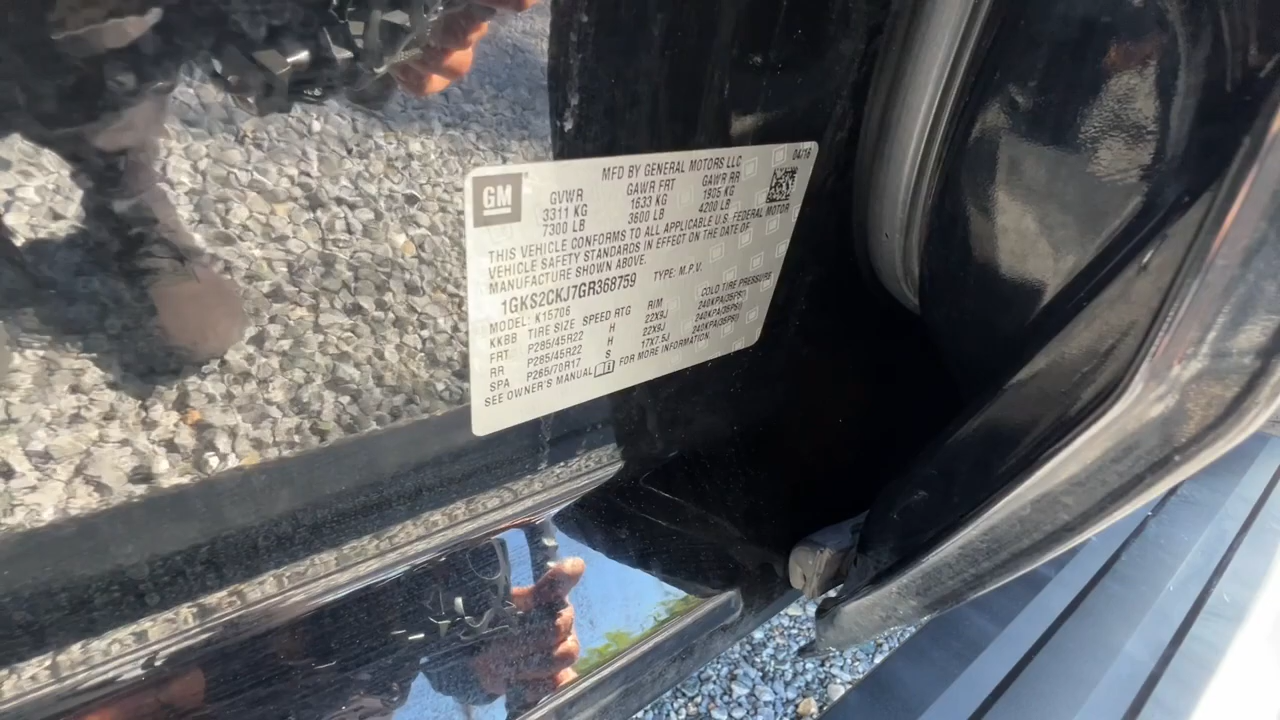 GM
MFD BY GENERAL MOTORS LLC 04/16
GVWR GAWR FRT GAWR RR
3311 KG 1633 KG 1905 KG
7300 LB 3600 LB 4200 LB
THIS VEHICLE CONFORMS TO ALL APPLICABLE U.S. FEDERAL MOTOR
VEHICLE SAFETY STANDARDS IN EFFECT ON THE DATE OF
MANUFACTURE SHOWN ABOVE.
1GKS2CKJ7GR368759 TYPE: M.P.V.
MODEL: K15706
KKBB TIRE SIZE SPEED RTG RIM COLD TIRE PRESSURE
FRT P285/45R22 H 22X9J 240KPA(35PSI)
RR P285/45R22 H 22X9J 240KPA(35PSI)
SPA P265/70R17 S 17X7.5J 240KPA(35PSI)
SEE OWNER'S MANUAL FOR MORE INFORMATION.